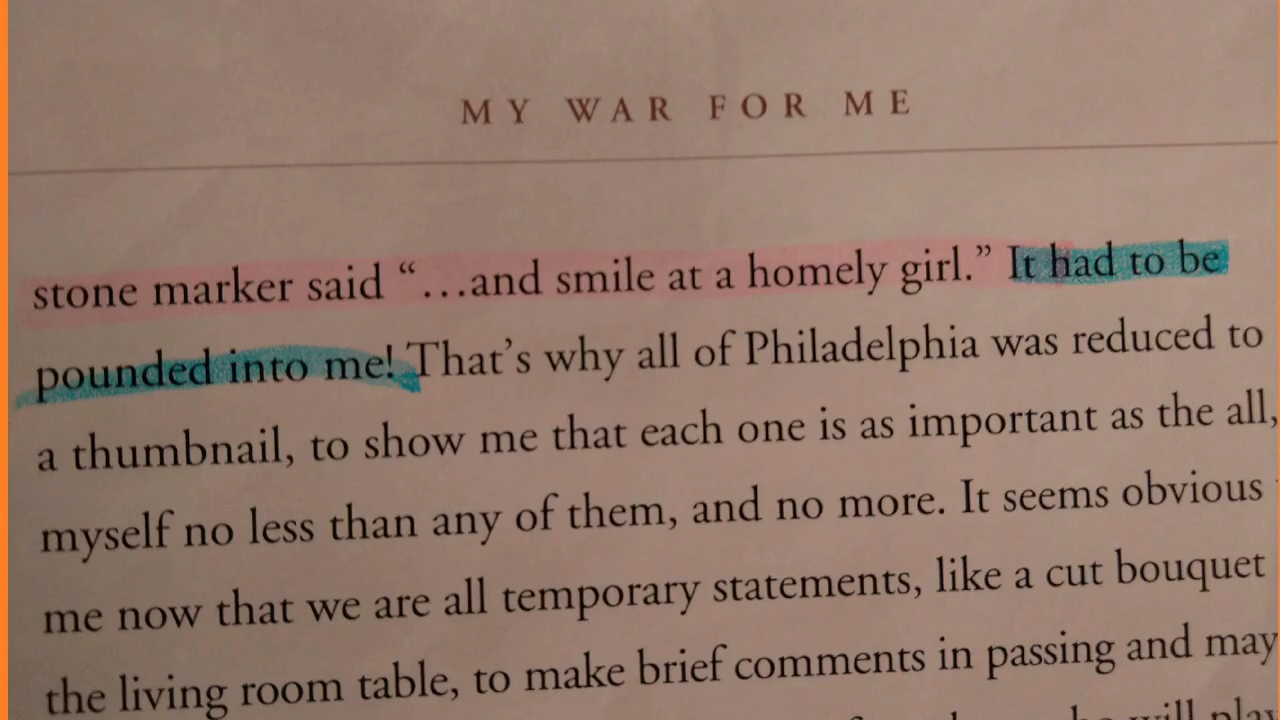 MY WAR FOR ME
stone marker said “...and smile at a homely girl.” It had to be
pounded into me! That’s why all of Philadelphia was reduced to
a thumbnail, to show me that each one is as important as the all,
myself no less than any of them, and no more. It seems obvious
me now that we are all temporary statements, like a cut bouquet
the living room table, to make brief comments in passing and may
will play